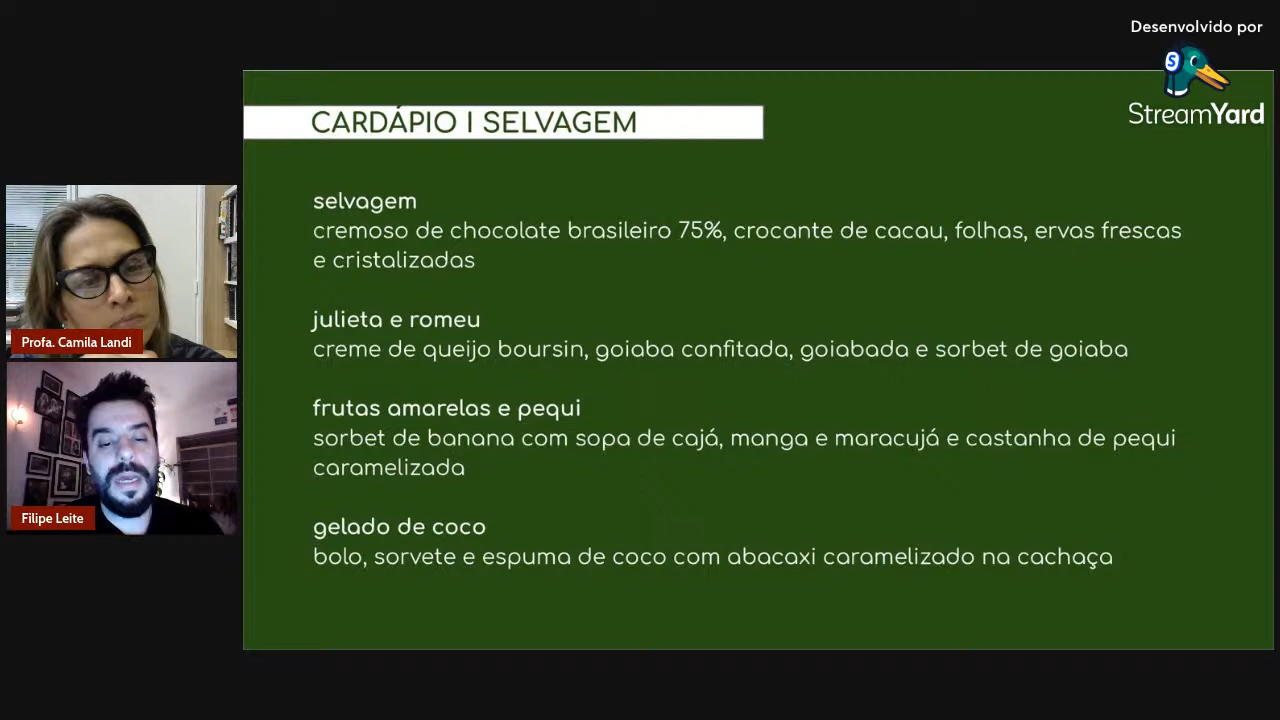 Desenvolvido por
StreamYard
CARDÁPIO I SELVAGEM
selvagem
cremoso de chocolate brasileiro 75%, crocante de cacau, folhas, ervas frescas
e cristalizadas
julieta e romeu
creme de queijo boursin, goiaba confitada, goiabada e sorbet de goiaba
frutas amarelas e pequi
sorbet de banana com sopa de cajá, manga e maracujá e castanha de pequi
caramelizada
gelado de coco
bolo, sorvete e espuma de coco com abacaxi caramelizado na cachaça
Profa. Camila Landi
Filipe Leite